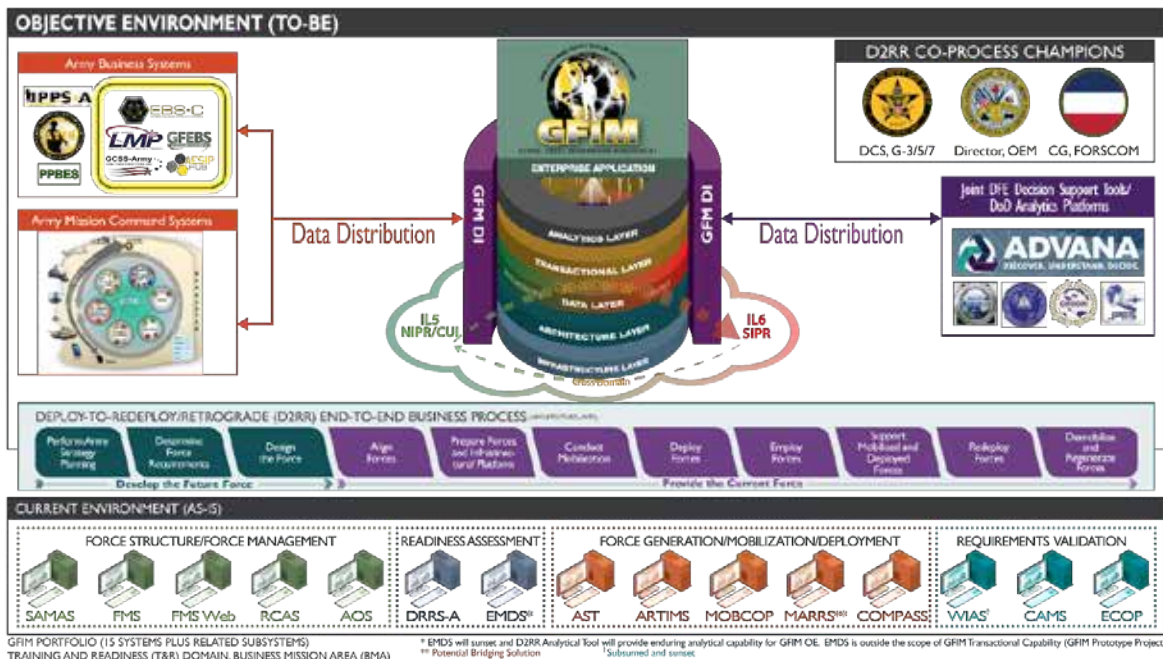 OBJECTIVE ENVIRONMENT (TO-BE)
Army Business Systems
IPPS-A
EBS-C
LMP
GFEBS
GCSS-Army
AESIP
HUB
PPBES
Army Mission Command Systems
Data Distribution
GFIM
ENTERPRISE APPLICATION
GFM DI
GFM DI
ANALYTICS LAYER
TRANSACTIONAL LAYER
DATA LAYER
ARCHITECTURE LAYER
INFRASTRUCTURE LAYER
IL5
NIPR/CUI
IL6
SIPR
Cross Domain
Data Distribution
D2RR CO-PROCESS CHAMPIONS
DCS, G-3/5/7
Director, OEM
CG, FORSCOM
Joint DFE Decision Support Tools/
DoD Analytics Platforms
ADVANA
DISCOVER. UNDERSTAND. DECIDE.
DEPLOY-TO-REDEPLOY/RETROGRADE (D2RR) END-TO-END BUSINESS PROCESS
Perform Army
Strategy
Planning
Determine
Force
Requirements
Design
the Force
Align
Forces
Prepare Forces
and Infrastruc-
tural Platform
Conduct
Mobilization
Deploy
Forces
Employ
Forces
Support
Mobilized and
Deployed
Forces
Redeploy
Forces
Demobilize
and
Regenerate
Forces
Develop the Future Force
Provide the Current Force
CURRENT ENVIRONMENT (AS-IS)
FORCE STRUCTURE/FORCE MANAGEMENT
SAMAS
FMS
FMS Web
RCAS
AOS
READINESS ASSESSMENT
DRRS-A
EMDS*
FORCE GENERATION/MOBILIZATION/DEPLOYMENT
AST
ARTIMS
MOBCOP
MARRS**
COMPASS
REQUIREMENTS VALIDATION
WIAS†
CAMS
ECOP
GFIM PORTFOLIO (15 SYSTEMS PLUS RELATED SUBSYSTEMS)
TRAINING AND READINESS (T&R) DOMAIN, BUSINESS MISSION AREA (BMA)
* EMDS will sunset and D2RR Analytical Tool will provide enduring analytical capability for GFIM OE. EMDS is outside the scope of GFIM Transactional Capability (GFIM Prototype Project
** Potential Bridging Solution
† Subsumed and sunset